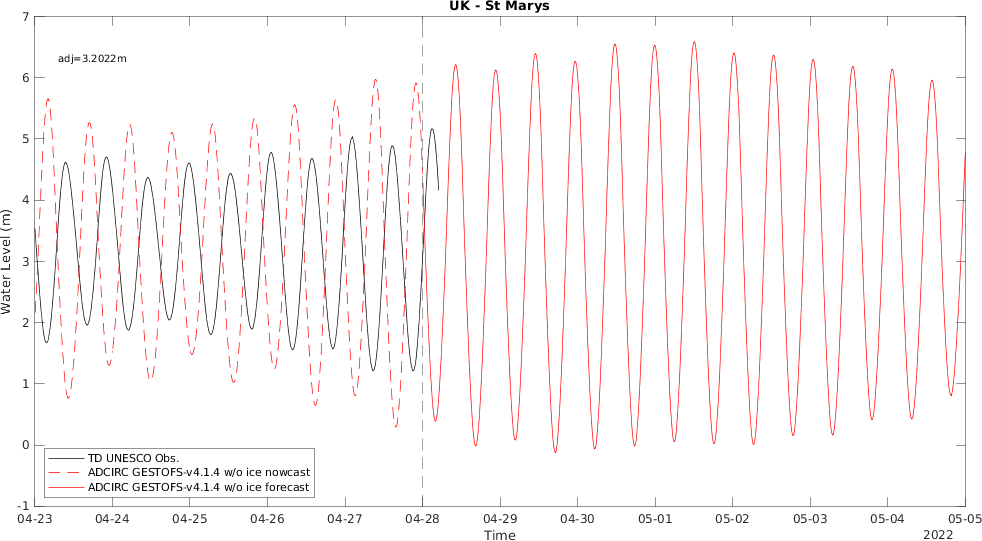 UK - St Marys
7
adj=3.2022m
6
5
4
3
2
1
0
-1
Water Level (m)
TD UNESCO Obs.
ADCIRC GESTOFS-v4.1.4 w/o ice nowcast
ADCIRC GESTOFS-v4.1.4 w/o ice forecast
04-23 04-24 04-25 04-26 04-27 04-28 04-29 04-30 05-01 05-02 05-03 05-04 05-05
Time
2022